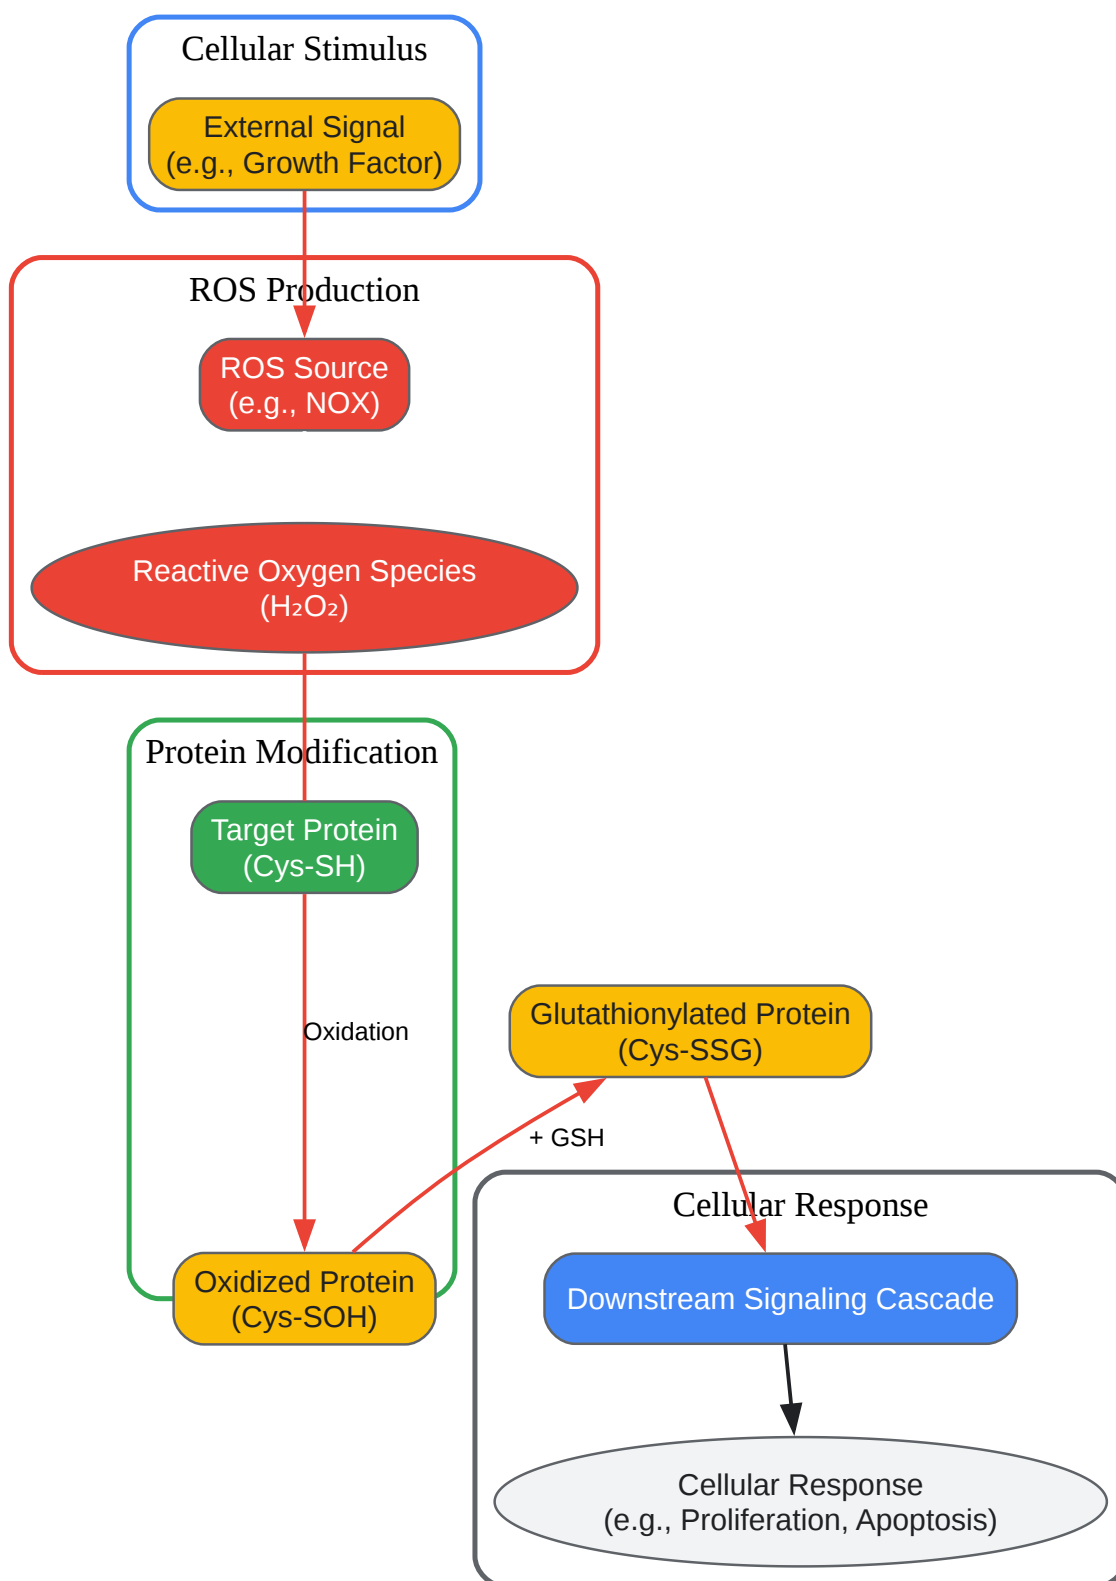 Cellular Stimulus
External Signal
(e.g., Growth Factor)
ROS Production
ROS Source
(e.g., NOX)
Reactive Oxygen Species
(H₂O₂)
Protein Modification
Target Protein
(Cys-SH)
Oxidation
Glutathionylated Protein
(Cys-SSG)
+ GSH
Oxidized Protein
(Cys-SOH)
Cellular Response
Downstream Signaling Cascade
Cellular Response
(e.g., Proliferation, Apoptosis)